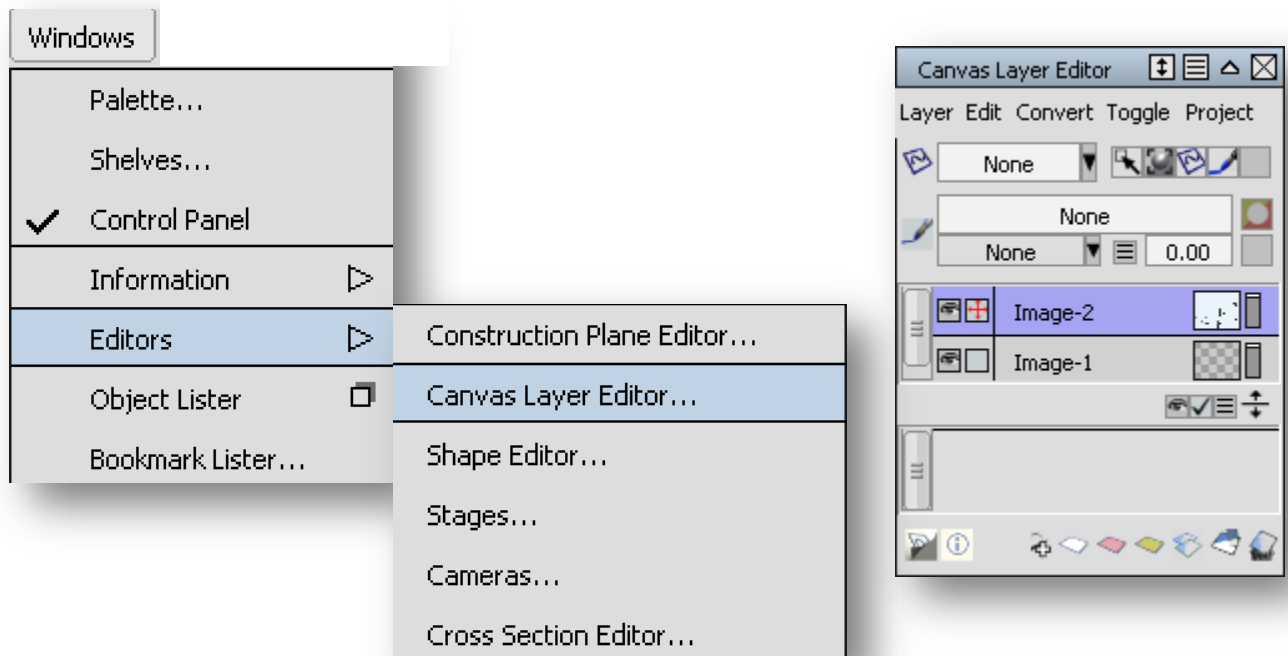 Windows
Palette...
Shelves...
Control Panel
Information
Editors
Object Lister
Bookmark Lister...
Construction Plane Editor...
Canvas Layer Editor...
Shape Editor...
Stages...
Cameras...
Cross Section Editor...
Canvas Layer Editor
Layer Edit Convert Toggle Project
None
None
None 0.00
Image-2
Image-1